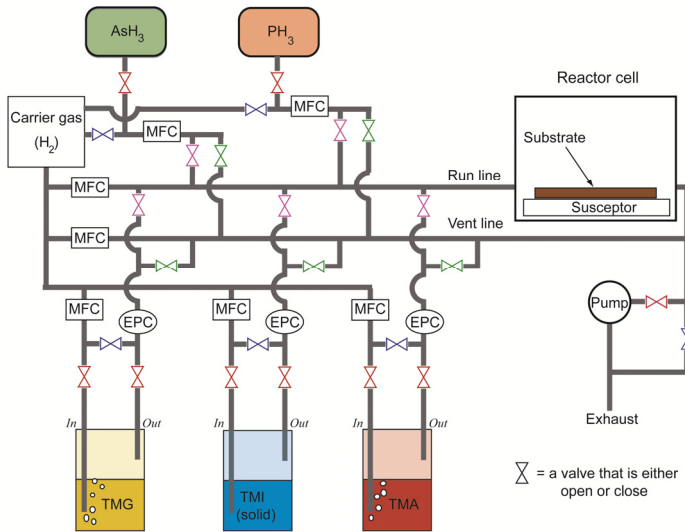 AsH3
PH3
Reactor cell
Carrier gas
(H2)
MFC
MFC
Substrate
MFC
Run line
Susceptor
MFC
Vent line
MFC
EPC
MFC
EPC
MFC
EPC
Pump
In
Out
In
Out
In
Out
Exhaust
TMG
TMI
(solid)
TMA
= a valve that is either
open or close